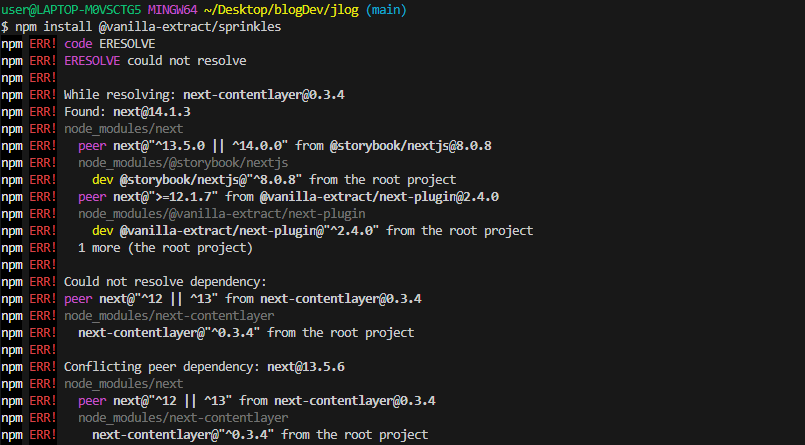 user@LAPTOP-M0VSCTG5 MINGW64 ~/Desktop/blogDev/jlog (main)
$ npm install @vanilla-extract/sprinkles
npm ERR! code ERESOLVE
npm ERR! ERESOLVE could not resolve
npm ERR!
npm ERR! While resolving: next-contentlayer@0.3.4
npm ERR! Found: next@14.1.3
npm ERR! node_modules/next
npm ERR!   peer next@"^13.5.0 || ^14.0.0" from @storybook/nextjs@8.0.8
npm ERR!   node_modules/@storybook/nextjs
npm ERR!     dev @storybook/nextjs@"^8.0.8" from the root project
npm ERR!   peer next@">=12.1.7" from @vanilla-extract/next-plugin@2.4.0
npm ERR!   node_modules/@vanilla-extract/next-plugin
npm ERR!     dev @vanilla-extract/next-plugin@"^2.4.0" from the root project
npm ERR!   1 more (the root project)
npm ERR!
npm ERR! Could not resolve dependency:
npm ERR! peer next@"^12 || ^13" from next-contentlayer@0.3.4
npm ERR! node_modules/next-contentlayer
npm ERR!   next-contentlayer@"^0.3.4" from the root project
npm ERR!
npm ERR! Conflicting peer dependency: next@13.5.6
npm ERR! node_modules/next
npm ERR!   peer next@"^12 || ^13" from next-contentlayer@0.3.4
npm ERR!   node_modules/next-contentlayer
npm ERR!     next-contentlayer@"^0.3.4" from the root project